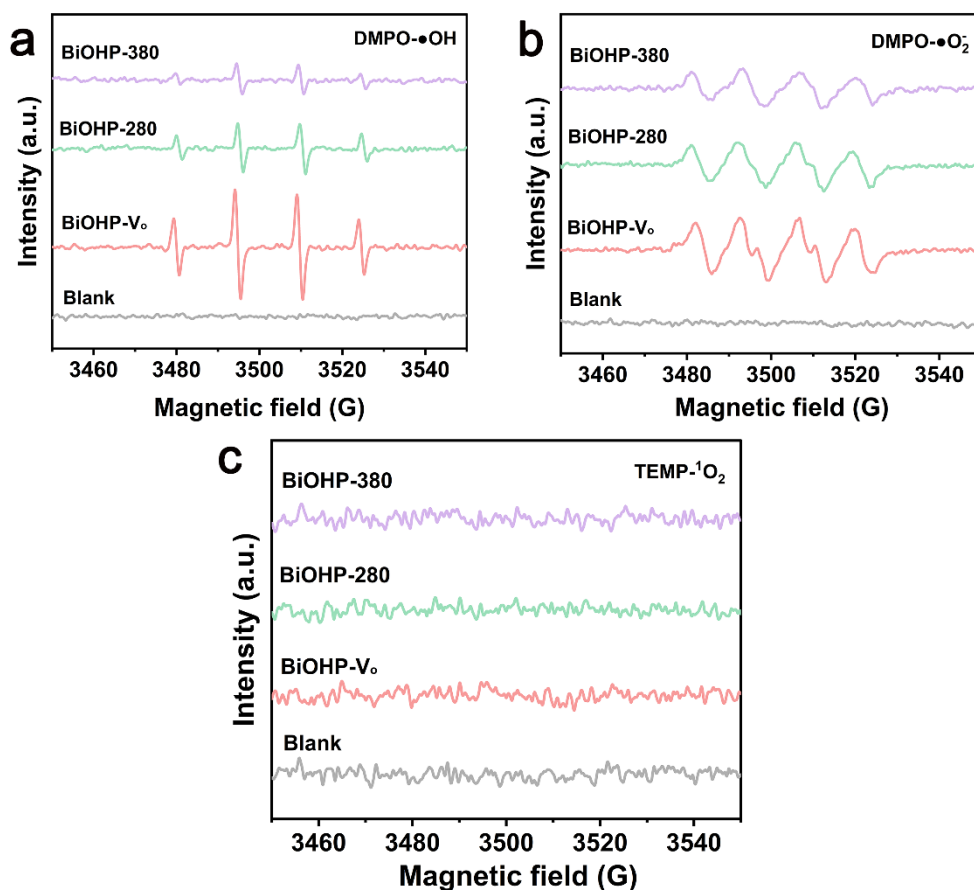 a
DMPO-●OH
BiOHP-380
BiOHP-280
BiOHP-Vₒ
Blank
Intensity (a.u.)
3460 3480 3500 3520 3540
Magnetic field (G)
b
DMPO-●O₂⁻
BiOHP-380
BiOHP-280
BiOHP-Vₒ
Blank
Intensity (a.u.)
3460 3480 3500 3520 3540
Magnetic field (G)
c
TEMP-¹O₂
BiOHP-380
BiOHP-280
BiOHP-Vₒ
Blank
Intensity (a.u.)
3460 3480 3500 3520 3540
Magnetic field (G)